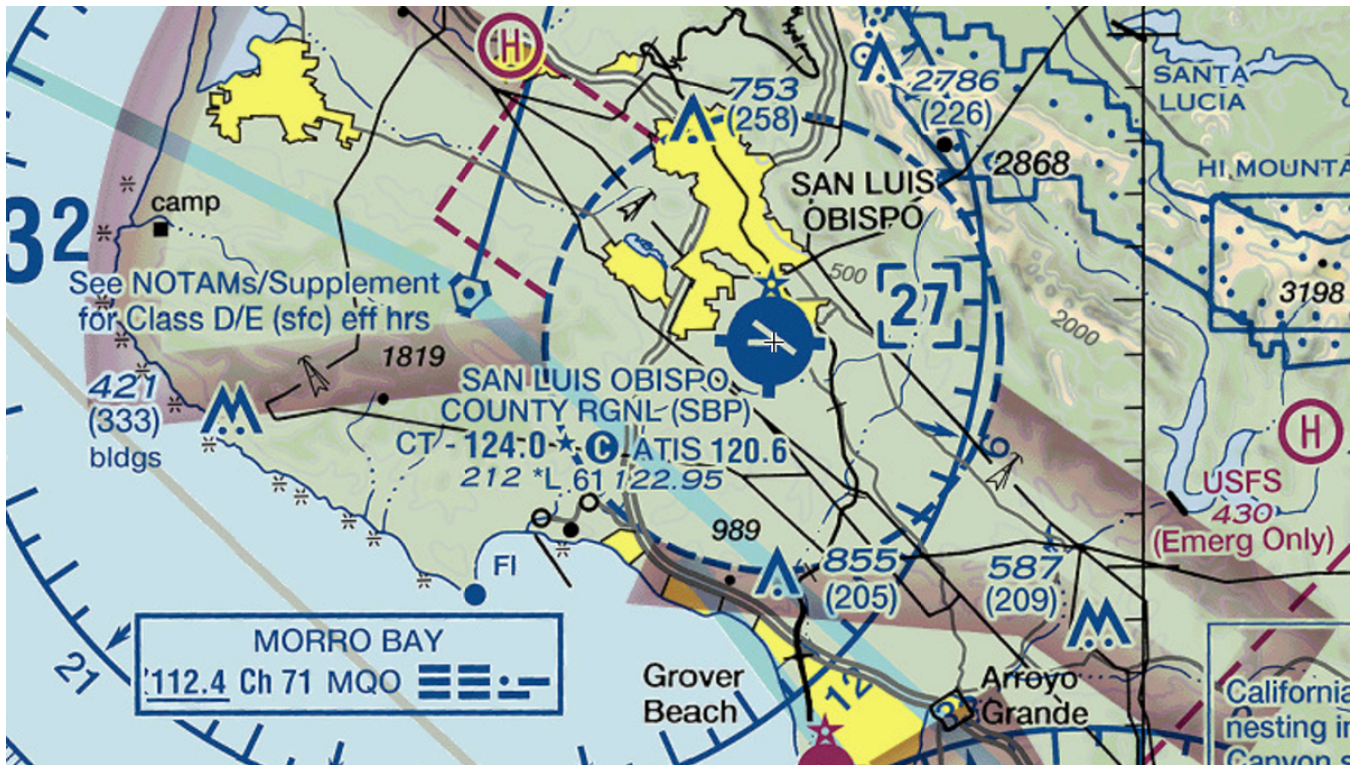 H
753
(258)
2786
(226)
SANTA
LUCIA
2868
HI MOUNTA
SAN LUIS
OBISPO
32
camp
500
[27]
3198
See NOTAMs/Supplement
for Class D/E (sfc) eff hrs
2000
1819
421
(333)
bldgs
SAN LUIS OBISPO
COUNTY RGNL (SBP)
CT - 124.0 ★ C ATIS 120.6
212 *L 61 122.95
H
USFS
430
(Emerg Only)
989
855
(205)
587
(209)
FI
21
MORRO BAY
112.4 Ch 71 MQO
Grover
Beach
12
Arroyo
Grande
California
nesting in
Canyon s